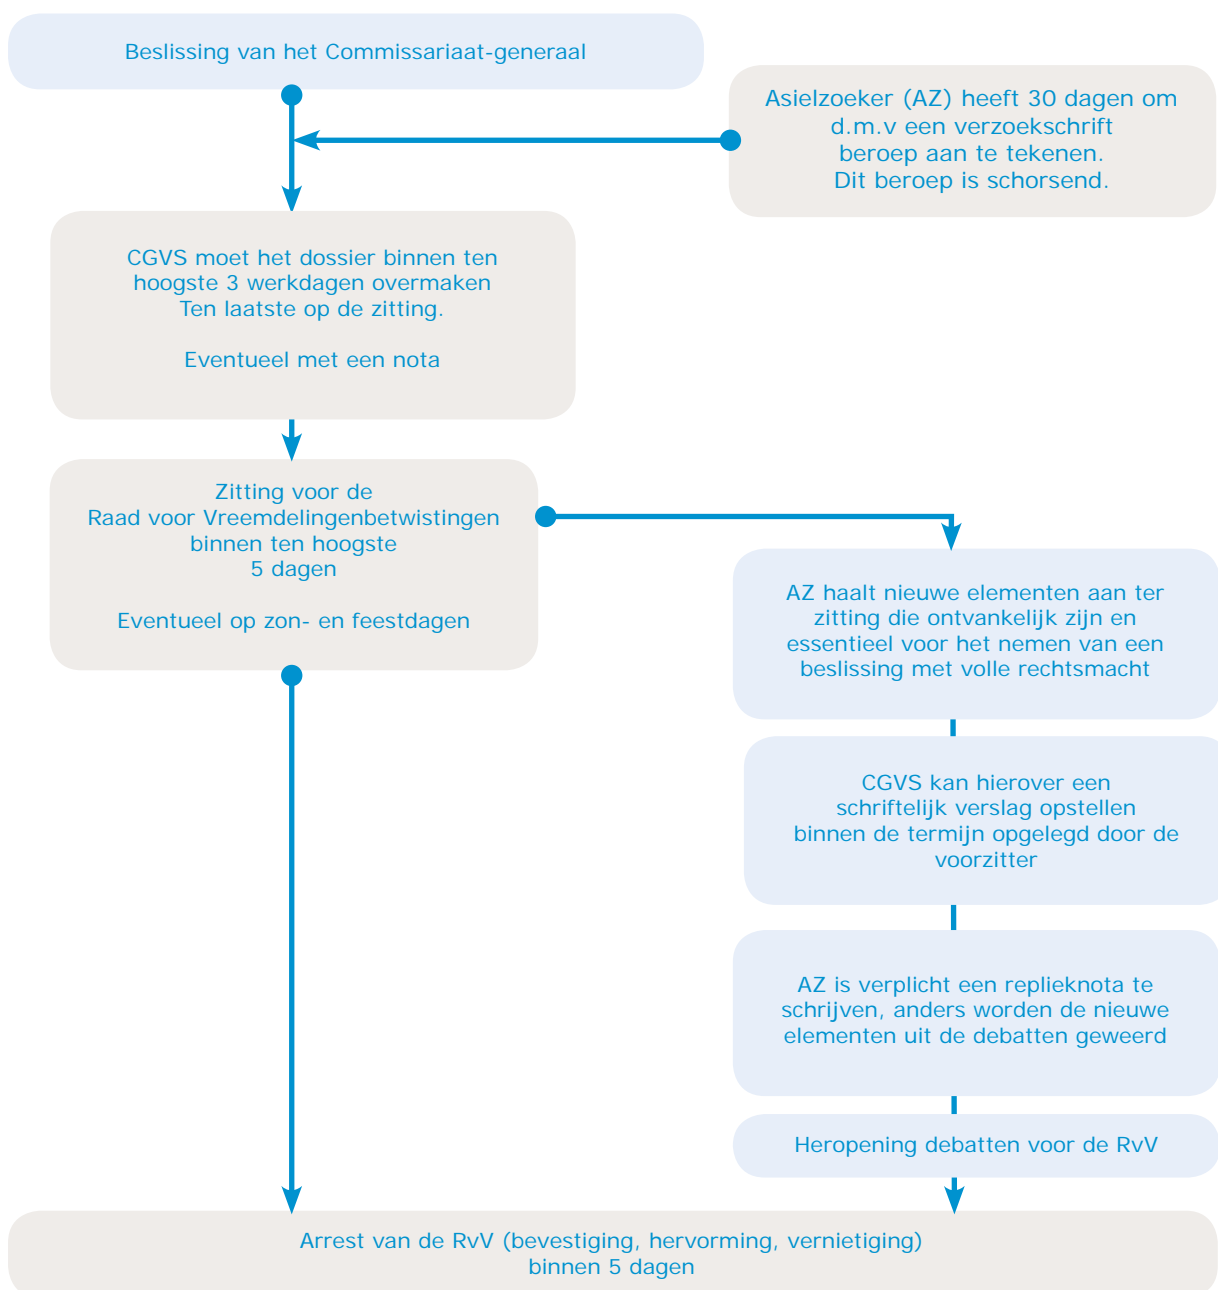 Beslissing van het Commissariaat-generaal
Asielzoeker (AZ) heeft 30 dagen om
d.m.v een verzoekschrift
beroep aan te tekenen.
Dit beroep is schorsend.
CGVS moet het dossier binnen ten
hoogste 3 werkdagen overmaken
Ten laatste op de zitting.
Eventueel met een nota
Zitting voor de
Raad voor Vreemdelingenbetwistingen
binnen ten hoogste
5 dagen
Eventueel op zon- en feestdagen
AZ haalt nieuwe elementen aan ter
zitting die ontvankelijk zijn en
essentieel voor het nemen van een
beslissing met volle rechtsmacht
CGVS kan hierover een
schriftelijk verslag opstellen
binnen de termijn opgelegd door de
voorzitter
AZ is verplicht een replieknota te
schrijven, anders worden de nieuwe
elementen uit de debatten geweerd
Heropening debatten voor de RvV
Arrest van de RvV (bevestiging, hervorming, vernietiging)
binnen 5 dagen